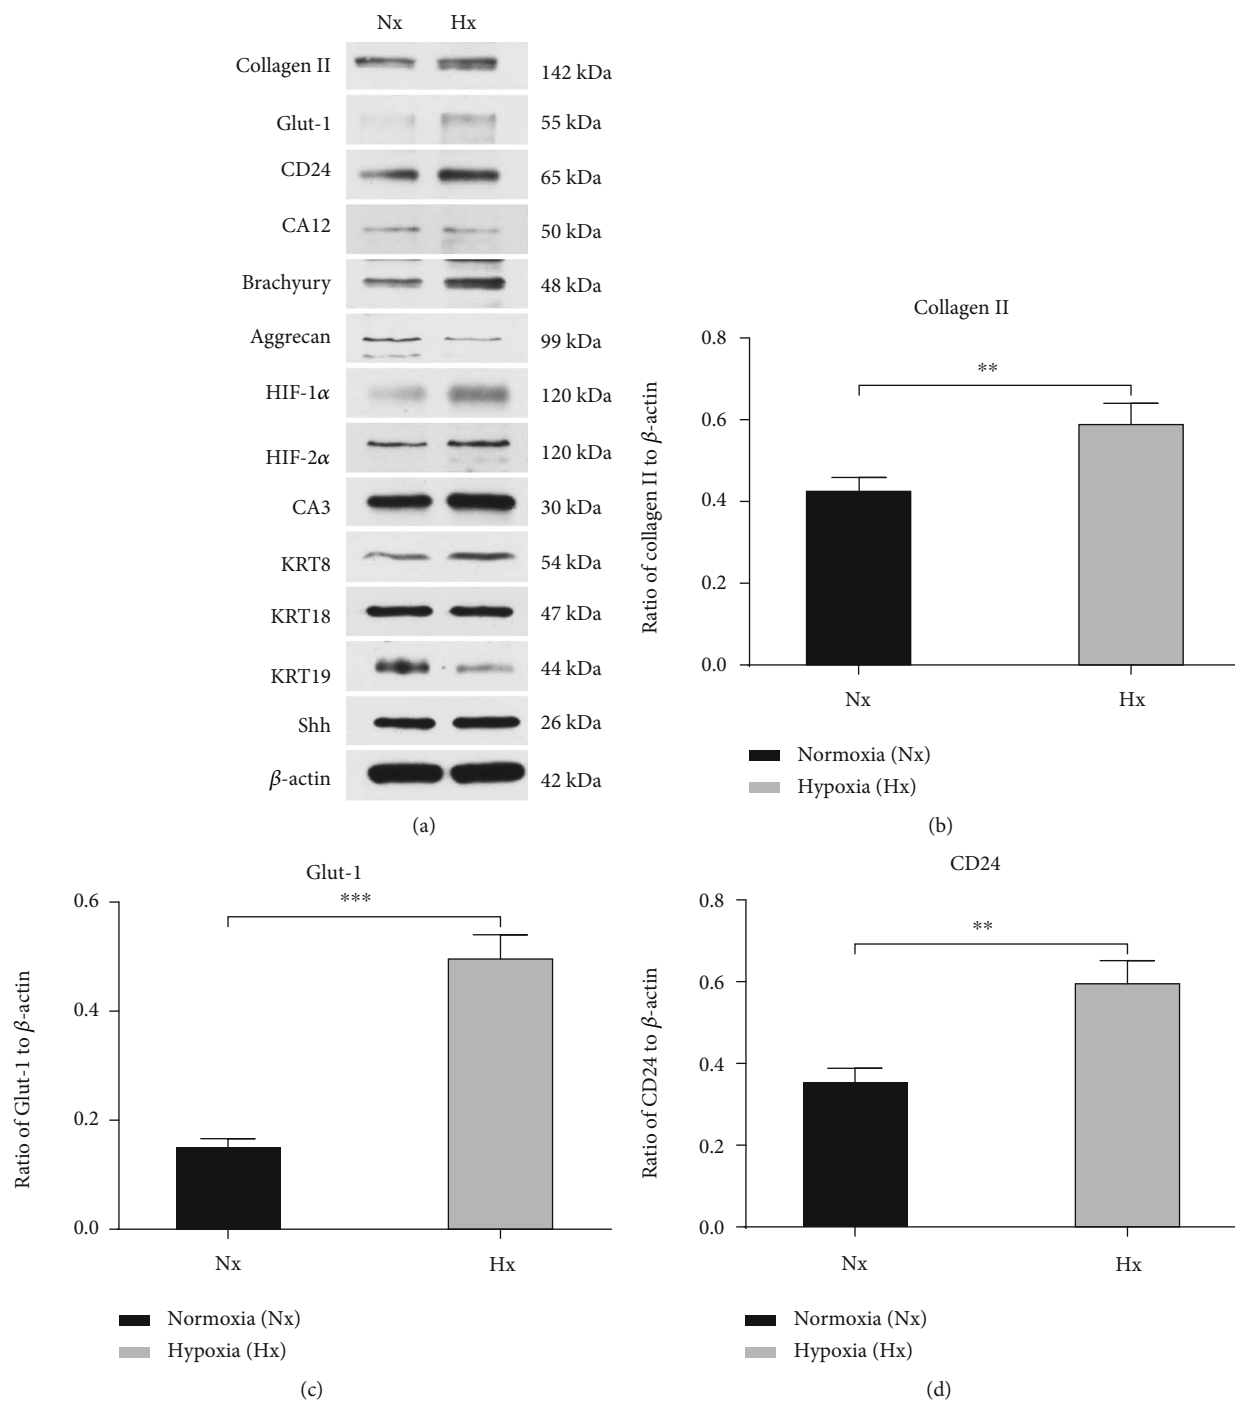 Nx Hx
Collagen II 142 kDa
Glut-1 55 kDa
CD24 65 kDa
CA12 50 kDa
Brachyury 48 kDa
Aggrecan 99 kDa
HIF-1α 120 kDa
HIF-2α 120 kDa
CA3 30 kDa
KRT8 54 kDa
KRT18 47 kDa
KRT19 44 kDa
Shh 26 kDa
β-actin 42 kDa
(a)
Collagen II
Ratio of collagen II to β-actin
0.8
0.6
0.4
0.2
0.0
**
Nx Hx
Normoxia (Nx)
Hypoxia (Hx)
(b)
Glut-1
Ratio of Glut-1 to β-actin
0.6
0.4
0.2
0.0
***
Nx Hx
Normoxia (Nx)
Hypoxia (Hx)
(c)
CD24
Ratio of CD24 to β-actin
0.8
0.6
0.4
0.2
0.0
**
Nx Hx
Normoxia (Nx)
Hypoxia (Hx)
(d)